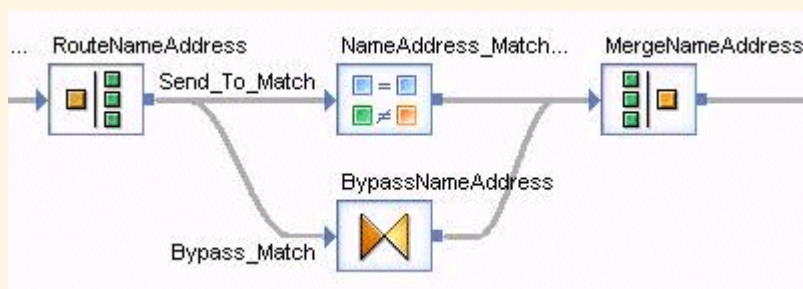 ... RouteNameAddress NameAddress_Match... MergeNameAddress
Send_To_Match
BypassNameAddress
Bypass_Match